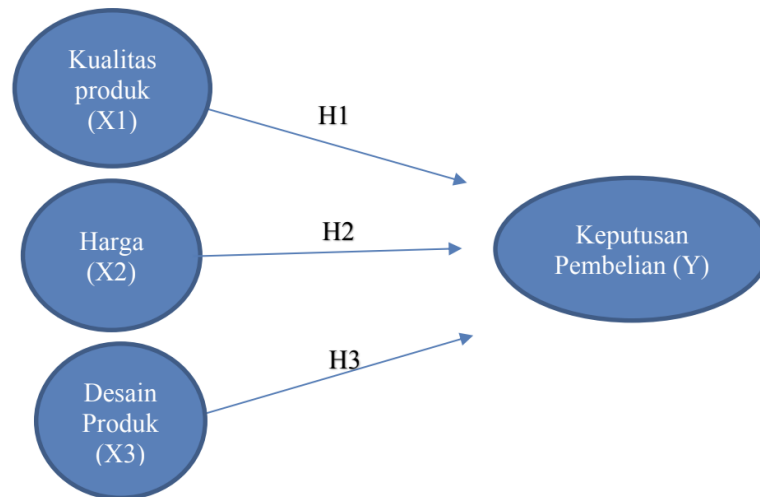 Kualitas
produk
(X1)
H1
Harga
(X2)
H2
Keputusan
Pembelian (Y)
Desain
Produk
(X3)
H3